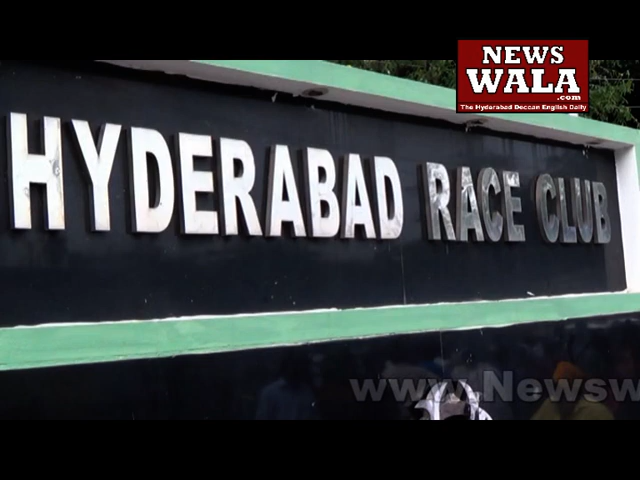 NEWS
WALA
.com
The Hyderabad Deccan English Daily
HYDERABAD RACE CLUB
www.Newsw